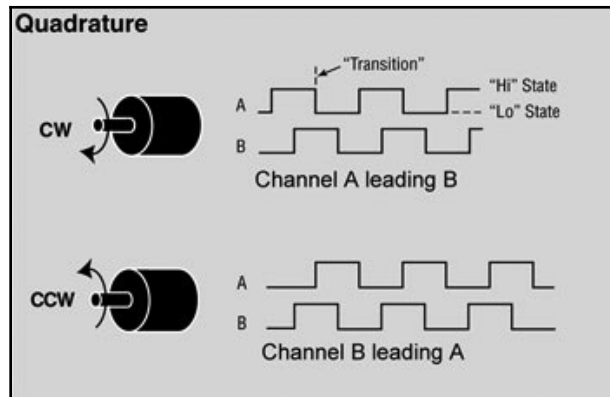 Quadrature
“Transition”
A
“Hi” State
“Lo” State
CW
B
Channel A leading B
A
CCW
B
Channel B leading A